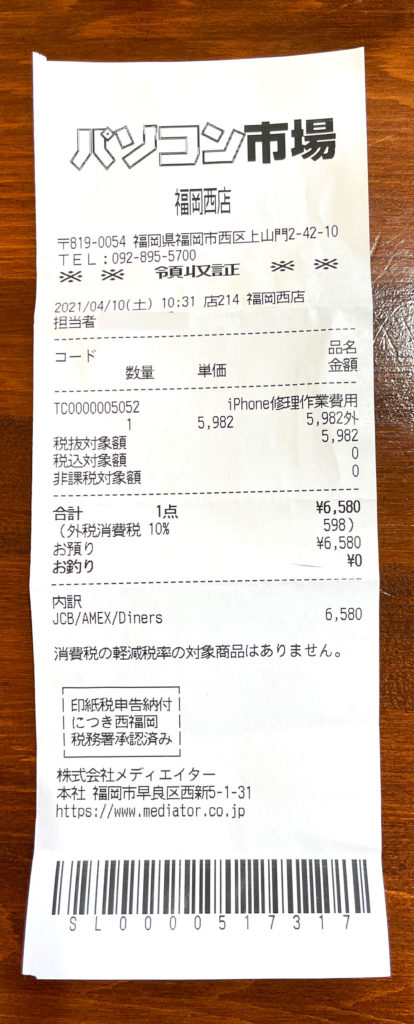 パソコン市場
福岡西店
〒819-0054 福岡県福岡市西区上山門2-42-10
TEL:092-895-5700
※ ※ 領収証 ※ ※
2021/04/10(土) 10:31 店214 福岡西店
担当者
コード 品名
数量 単価 金額
TC0000005052 iPhone修理作業費用
1 5,982 5,982外
税抜対象額 5,982
税込対象額 0
非課税対象額 0
合計 1点 ¥6,580
(外税消費税 10% 598)
お預り ¥6,580
お釣り ¥0
内訳
JCB/AMEX/Diners 6,580
消費税の軽減税率の対象商品はありません。
印紙税申告納付
につき西福岡
税務署承認済み
株式会社メディエイター
本社 福岡市早良区西新5-1-31
https://www.mediator.co.jp
SL0000517317